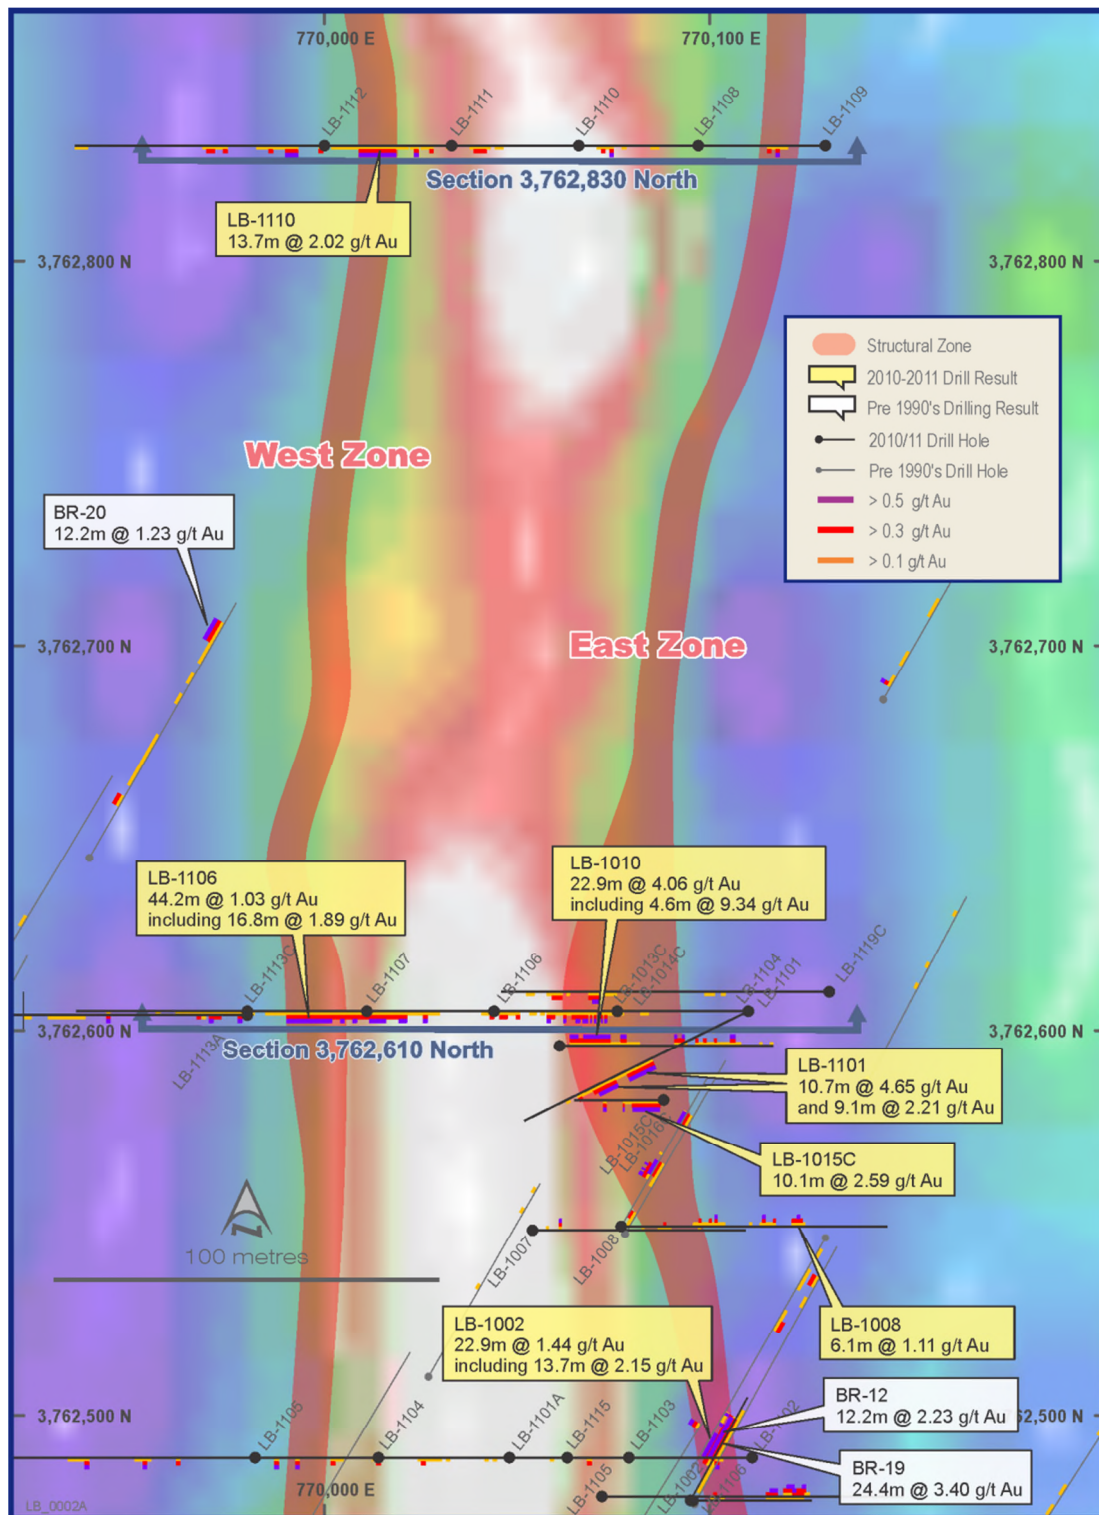 770,000 E
770,100 E
LB-1112
LB-1111
LB-1110
LB-1108
LB-1109
Section 3,762,830 North
LB-1110
13.7m @ 2.02 g/t Au
3,762,800 N
3,762,800 N
Structural Zone
2010-2011 Drill Result
Pre 1990's Drilling Result
2010/11 Drill Hole
Pre 1990's Drill Hole
> 0.5 g/t Au
> 0.3 g/t Au
> 0.1 g/t Au
West Zone
BR-20
12.2m @ 1.23 g/t Au
East Zone
3,762,700 N
3,762,700 N
LB-1106
44.2m @ 1.03 g/t Au
including 16.8m @ 1.89 g/t Au
LB-1010
22.9m @ 4.06 g/t Au
including 4.6m @ 9.34 g/t Au
LB-1113C
LB-1107
LB-1106
LB-1013C
LB-1014C
LB-1104
LB-1101
LB-1119C
3,762,600 N
3,762,600 N
LB-1113A
Section 3,762,610 North
LB-1101
10.7m @ 4.65 g/t Au
and 9.1m @ 2.21 g/t Au
LB-1015C
LB-1016C
LB-1015C
10.1m @ 2.59 g/t Au
N
100 metres
LB-1007
LB-1008
LB-1002
22.9m @ 1.44 g/t Au
including 13.7m @ 2.15 g/t Au
LB-1008
6.1m @ 1.11 g/t Au
BR-12
12.2m @ 2.23 g/t Au
3,762,500 N
62,500 N
LB-1105
LB-1104
LB-1101A
LB-1115
LB-1103
BR-19
24.4m @ 3.40 g/t Au
LB-1105
LB-1002
LB-1106
770,000 E
LB_0002A